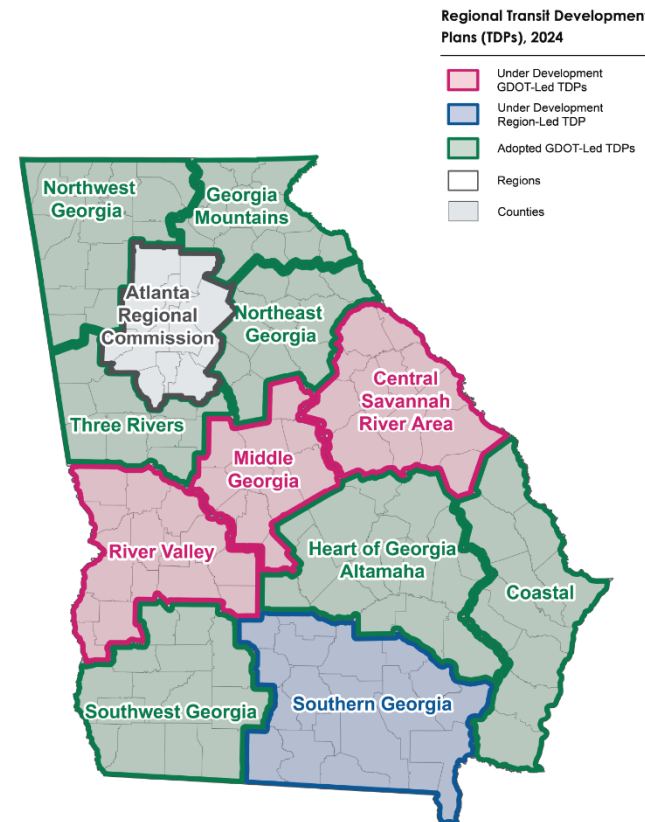 Regional Transit Development
Plans (TDPs), 2024
Under Development
GDOT-Led TDPs
Under Development
Region-Led TDP
Adopted GDOT-Led TDPs
Regions
Counties
Northwest
Georgia
Georgia
Mountains
Atlanta
Regional
Commission
Northeast
Georgia
Central
Savannah
River Area
Three Rivers
Middle
Georgia
River Valley
Heart of Georgia
Altamaha
Coastal
Southwest Georgia
Southern Georgia